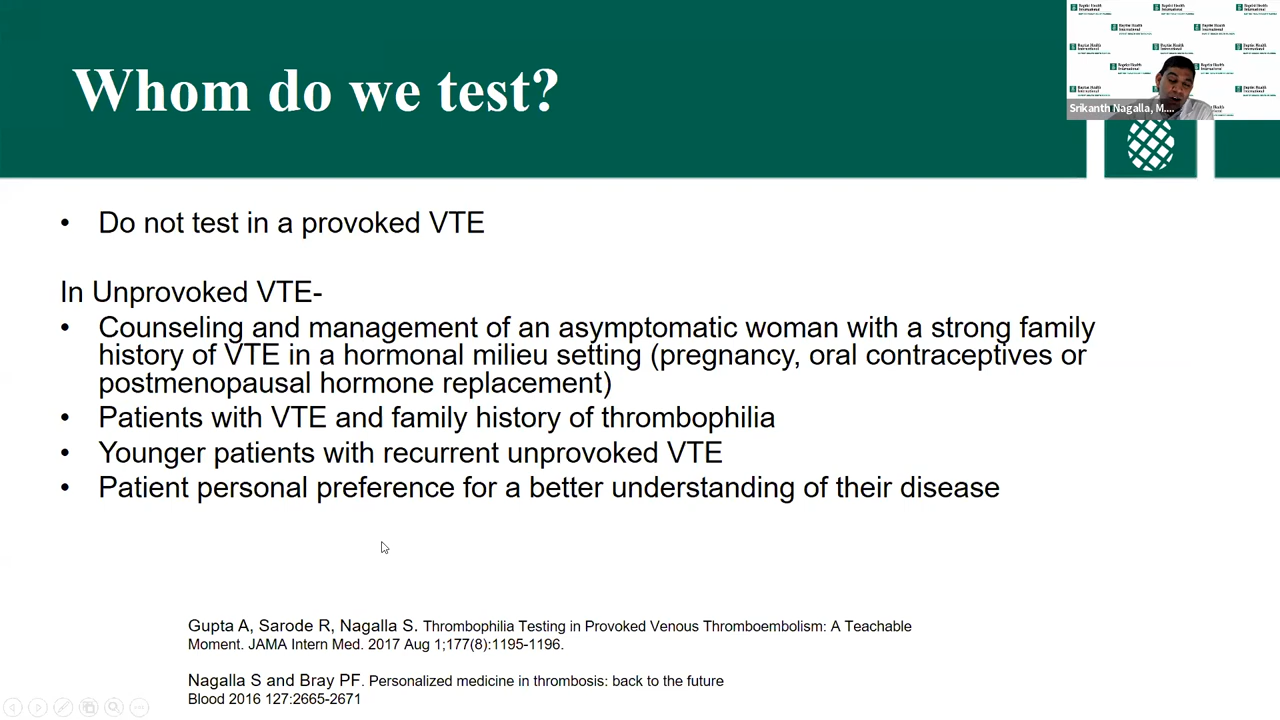 Whom do we test?
Srikanth Nagalla, M....
• Do not test in a provoked VTE
In Unprovoked VTE-
• Counseling and management of an asymptomatic woman with a strong family
history of VTE in a hormonal milieu setting (pregnancy, oral contraceptives or
postmenopausal hormone replacement)
• Patients with VTE and family history of thrombophilia
• Younger patients with recurrent unprovoked VTE
• Patient personal preference for a better understanding of their disease
Gupta A, Sarode R, Nagalla S. Thrombophilia Testing in Provoked Venous Thromboembolism: A Teachable
Moment. JAMA Intern Med. 2017 Aug 1;177(8):1195-1196.
Nagalla S and Bray PF. Personalized medicine in thrombosis: back to the future
Blood 2016 127:2665-2671